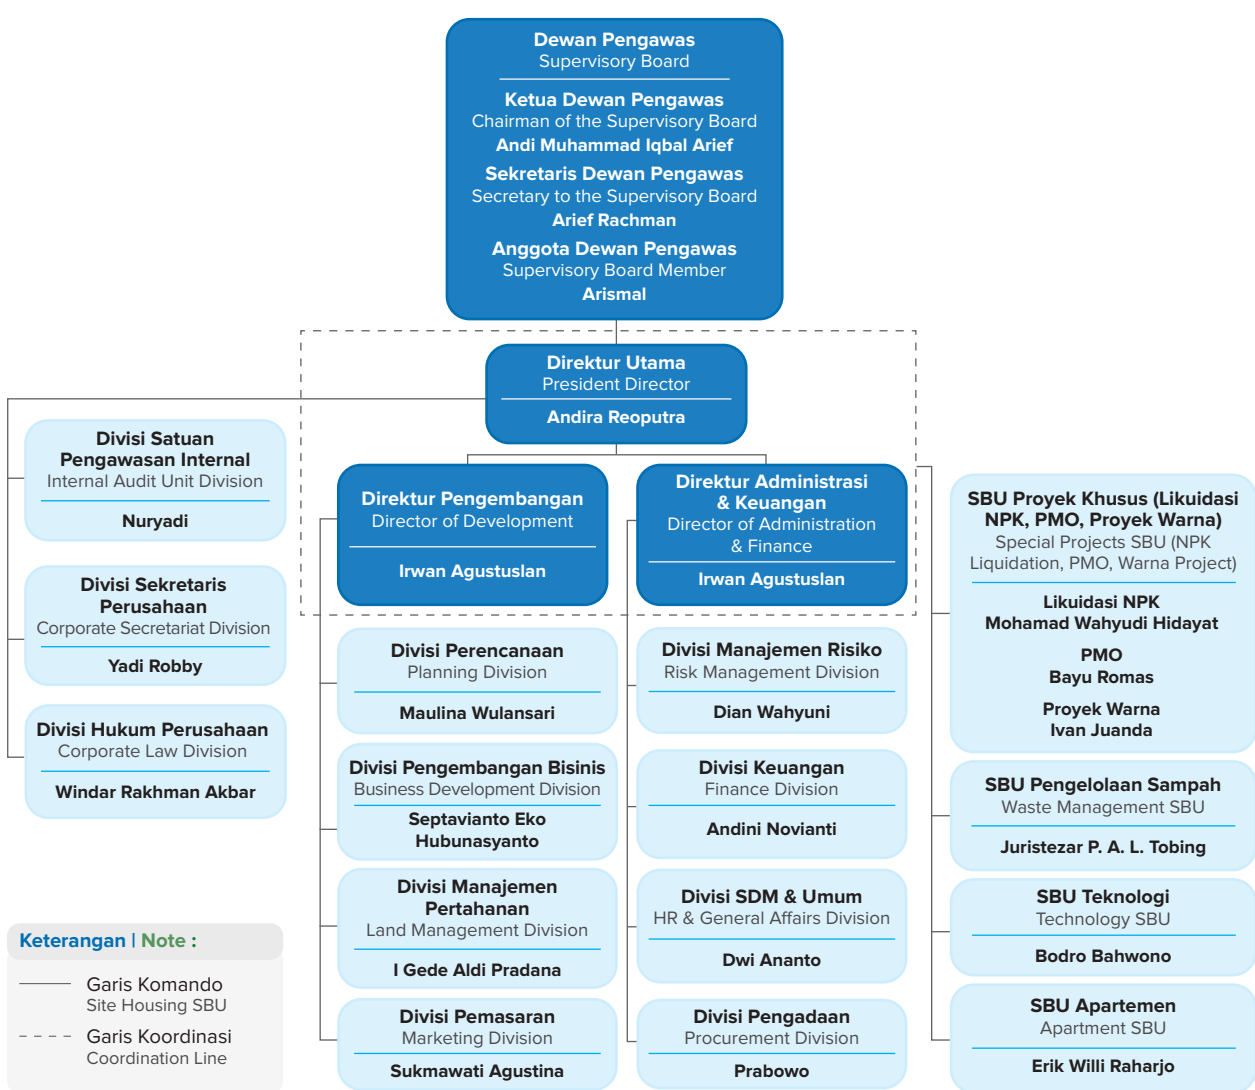 Dewan Pengawas
Supervisory Board
Ketua Dewan Pengawas
Chairman of the Supervisory Board
Andi Muhammad Iqbal Arief
Sekretaris Dewan Pengawas
Secretary to the Supervisory Board
Arief Rachman
Anggota Dewan Pengawas
Supervisory Board Member
Arismal
Direktur Utama
President Director
Andira Reoputra
Divisi Satuan
Pengawasan Internal
Internal Audit Unit Division
Nuryadi
Divisi Sekretaris
Perusahaan
Corporate Secretariat Division
Yadi Robby
Divisi Hukum Perusahaan
Corporate Law Division
Windar Rakhman Akbar
Direktur Pengembangan
Director of Development
Irwan Agustuslan
Divisi Perencanaan
Planning Division
Maulina Wulansari
Divisi Pengembangan Bisinis
Business Development Division
Septavianto Eko
Hubunasyanto
Divisi Manajemen
Pertahanan
Land Management Division
I Gede Aldi Pradana
Divisi Pemasaran
Marketing Division
Sukmawati Agustina
Direktur Administrasi
& Keuangan
Director of Administration
& Finance
Irwan Agustuslan
Divisi Manajemen Risiko
Risk Management Division
Dian Wahyuni
Divisi Keuangan
Finance Division
Andini Novianti
Divisi SDM & Umum
HR & General Affairs Division
Dwi Ananto
Divisi Pengadaan
Procurement Division
Prabowo
SBU Proyek Khusus (Likuidasi
NPK, PMO, Proyek Warna)
Special Projects SBU (NPK
Liquidation, PMO, Warna Project)
Likuidasi NPK
Mohamad Wahyudi Hidayat
PMO
Bayu Romas
Proyek Warna
Ivan Juanda
SBU Pengelolaan Sampah
Waste Management SBU
Juristezar P. A. L. Tobing
SBU Teknologi
Technology SBU
Bodro Bahwono
SBU Apartemen
Apartment SBU
Erik Willi Raharjo
Keterangan | Note :
Garis Komando
Site Housing SBU
Garis Koordinasi
Coordination Line